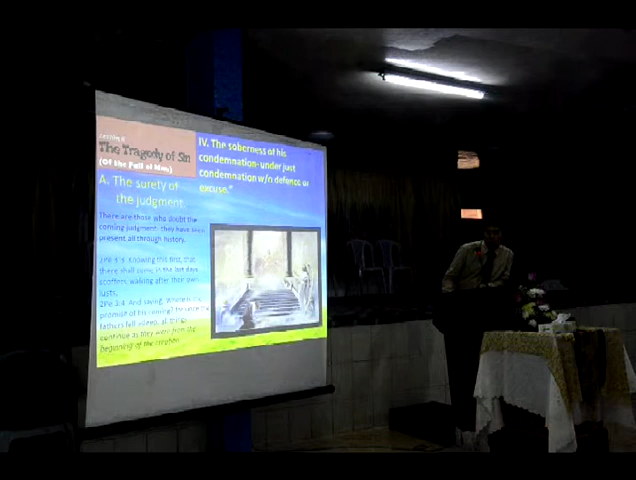 Lesson 6
The Tragedy of Sin
(Of the Fall of Man)
IV. The soberness of his
condemnation- under just
condemnation w/n defence or
excuse."
A. The surety of
the judgment
There are those who doubt the
coming judgment, they have been
present all through history.
2Pe 3:3 Knowing this first, that
there shall come in the last days
scoffers, walking after their own
lusts,
2Pe 3:4 And saying, Where is the
promise of his coming? for since the
fathers fell asleep, all things
continue as they were from the
beginning of the creation.